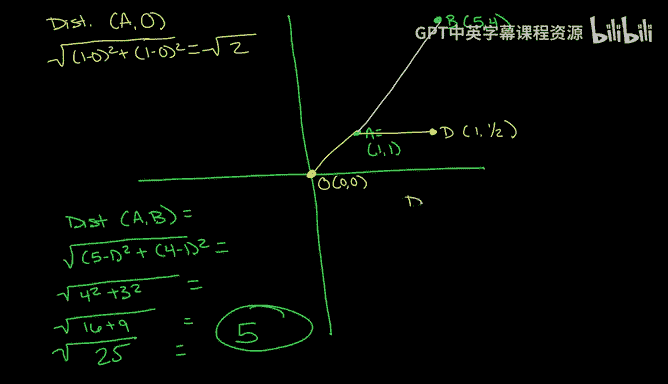 Dist. (A, O)
√(1-0)² + (1-0)² = √2
B (5,4)
GPT中英字幕课程资源 bilibili
A=
(1,1)
D (1, ½)
O(0,0)
D
Dist (A,B) =
√(5-1)² + (4-1)² =
√4² + 3² =
√16+9 =
√25 = 5